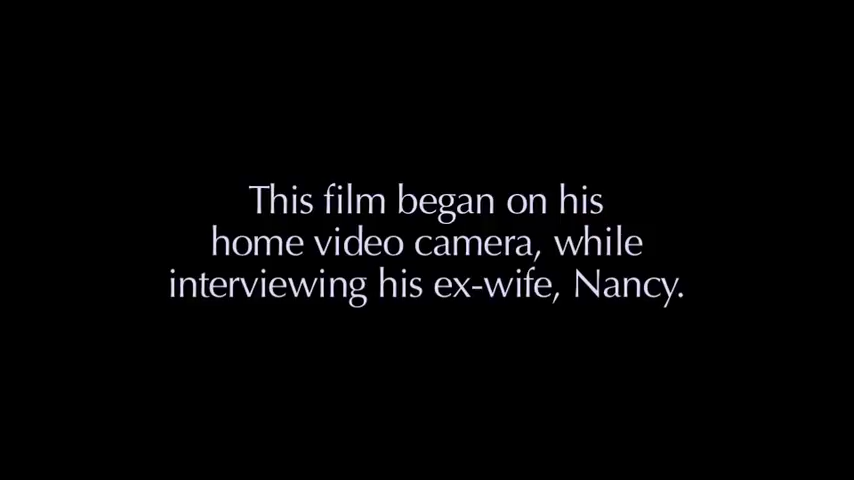 This film began on his
home video camera, while
interviewing his ex-wife, Nancy.